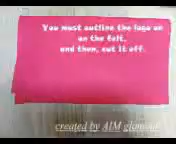 You must outline the logo on
on the felt,
and then, cut it off.
created by AIM glamour